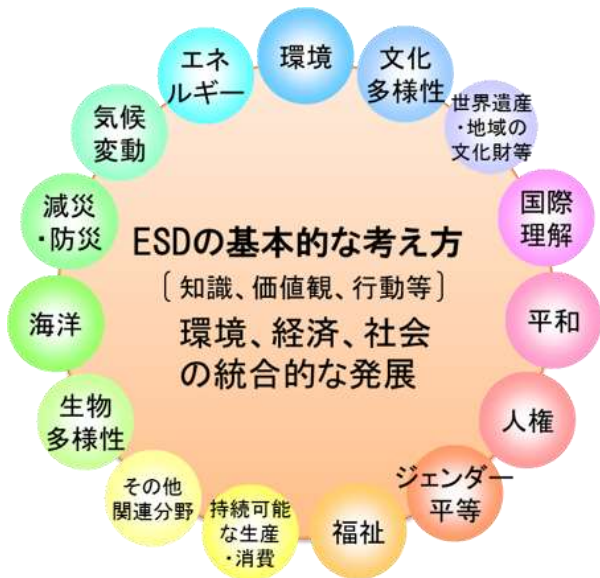 環境
文化
多様性
世界遺産
・地域の
文化財等
国際
理解
平和
人権
ジェンダー
平等
福祉
持続可能
な生産
・消費
その他
関連分野
生物
多様性
海洋
減災
・防災
気候
変動
エネ
ルギー
ESDの基本的な考え方
[知識、価値観、行動等]
環境、経済、社会
の統合的な発展